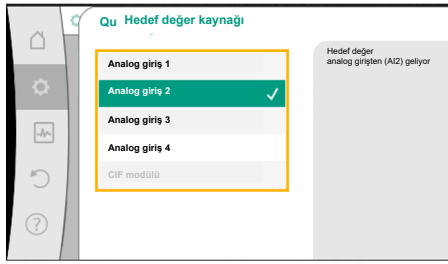 Qu Hedef değer kaynağı
Analog giriş 1
Analog giriş 2
Analog giriş 3
Analog giriş 4
CIF modülü
Hedef değer
analog girişten (AI2) geliyor
?